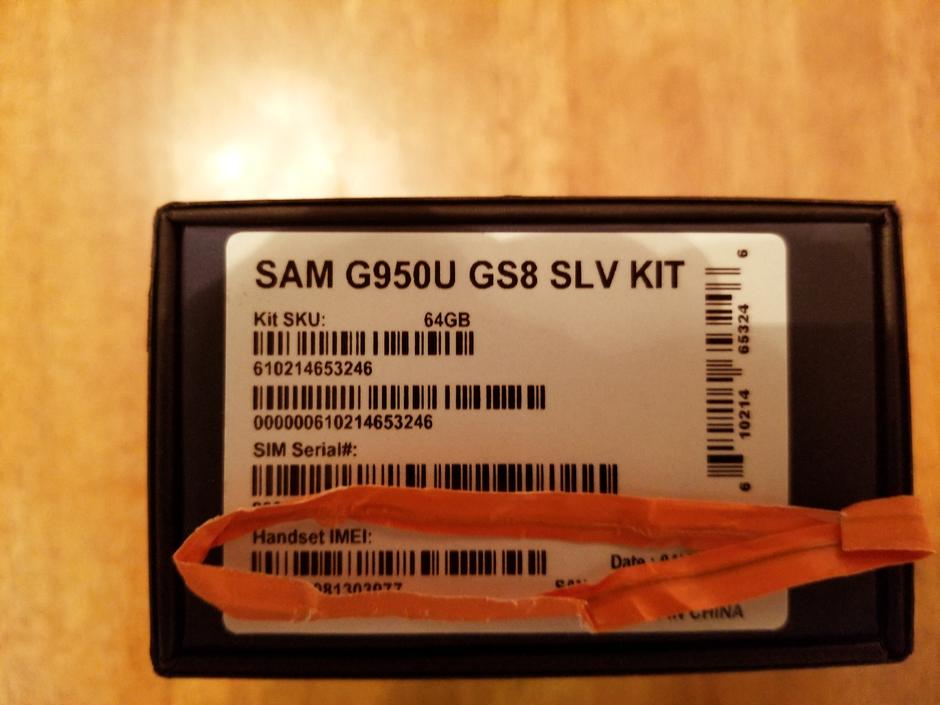 SAM G950U GS8 SLV KIT
Kit SKU: 64GB
610214653246
000000610214653246
SIM Serial#:
Handset IMEI:
Date :
CHINA
6 10214 65324 6